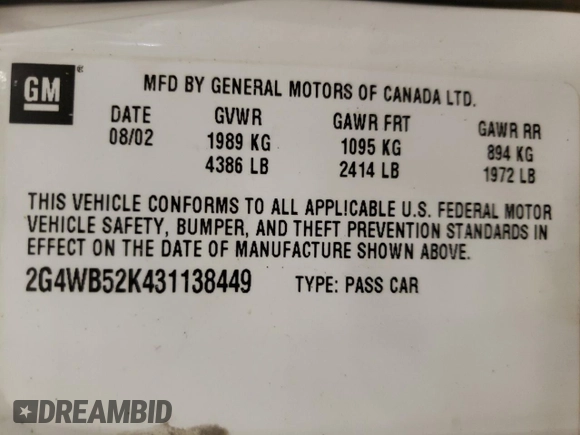 GM ®
MFD BY GENERAL MOTORS OF CANADA LTD.
DATE GVWR GAWR FRT GAWR RR
08/02 1989 KG 1095 KG 894 KG
4386 LB 2414 LB 1972 LB
THIS VEHICLE CONFORMS TO ALL APPLICABLE U.S. FEDERAL MOTOR
VEHICLE SAFETY, BUMPER, AND THEFT PREVENTION STANDARDS IN
EFFECT ON THE DATE OF MANUFACTURE SHOWN ABOVE.
2G4WB52K431138449 TYPE: PASS CAR
DREAMBID